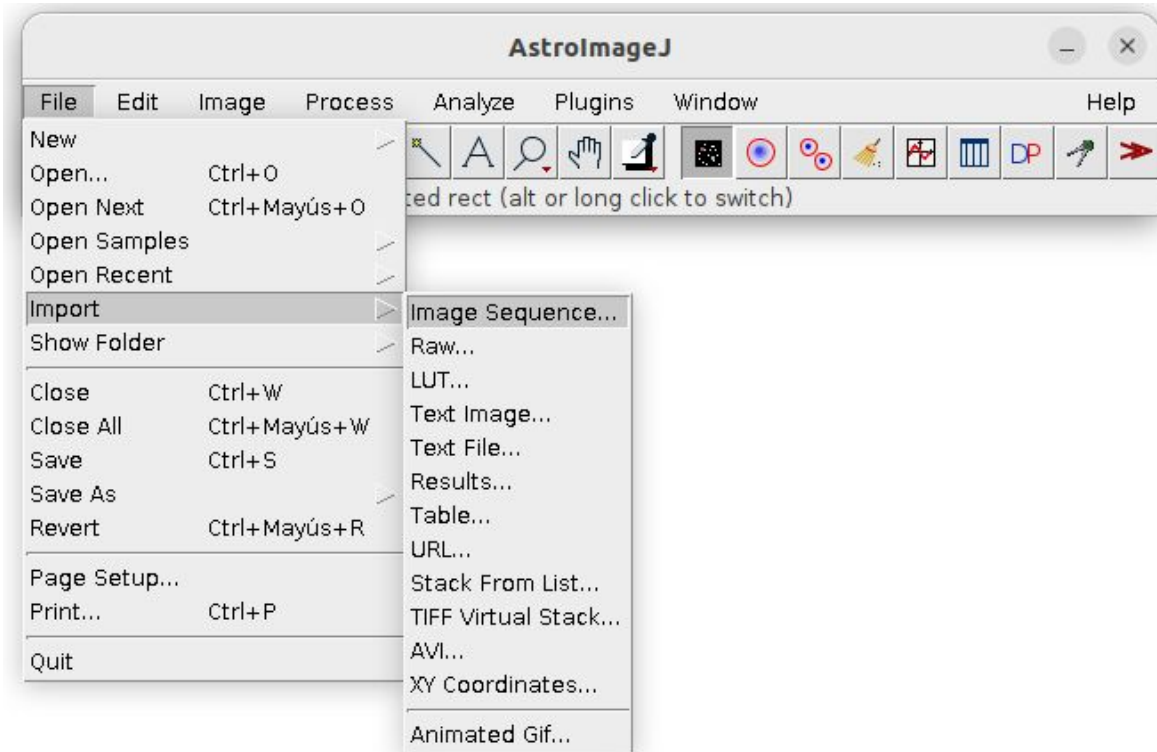 AstroImageJ
File Edit Image Process Analyze Plugins Window Help
DP
ted rect (alt or long click to switch)
New
Open... Ctrl+O
Open Next Ctrl+Mayús+O
Open Samples
Open Recent
Import
Show Folder
Close Ctrl+W
Close All Ctrl+Mayús+W
Save Ctrl+S
Save As
Revert Ctrl+Mayús+R
Page Setup...
Print... Ctrl+P
Quit
Image Sequence...
Raw...
LUT...
Text Image...
Text File...
Results...
Table...
URL...
Stack From List...
TIFF Virtual Stack...
AVI...
XY Coordinates...
Animated Gif...